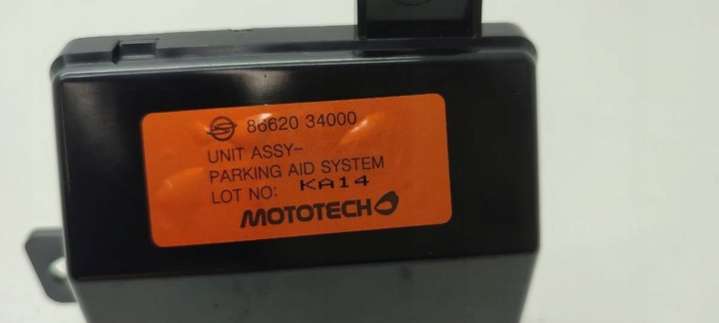 86620 34000
UNIT ASSY-
PARKING AID SYSTEM
LOT NO: KA14
MOTOTECH